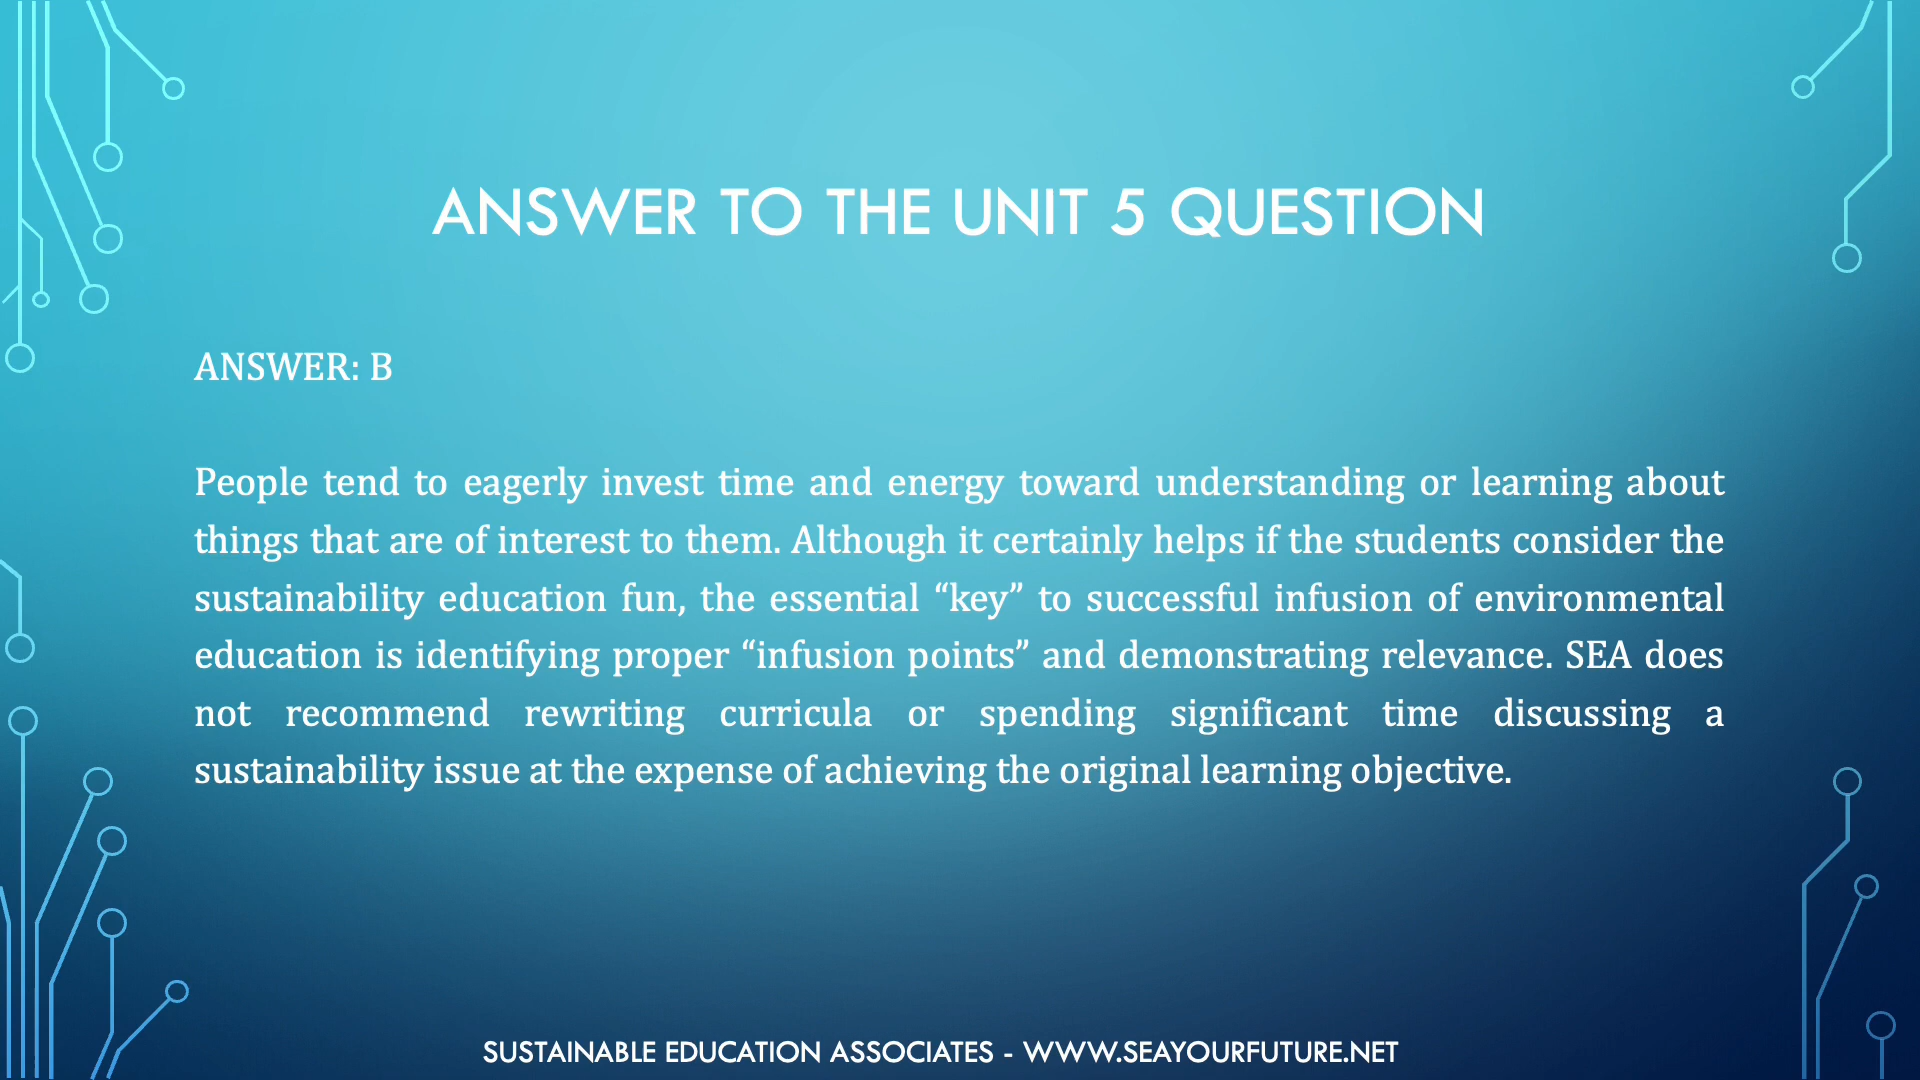 ANSWER TO THE UNIT 5 QUESTION
ANSWER: B
People tend to eagerly invest time and energy toward understanding or learning about
things that are of interest to them. Although it certainly helps if the students consider the
sustainability education fun, the essential “key” to successful infusion of environmental
education is identifying proper “infusion points” and demonstrating relevance. SEA does
not recommend rewriting curricula or spending significant time discussing a
sustainability issue at the expense of achieving the original learning objective.
SUSTAINABLE EDUCATION ASSOCIATES - WWW.SEAYOURFUTURE.NET